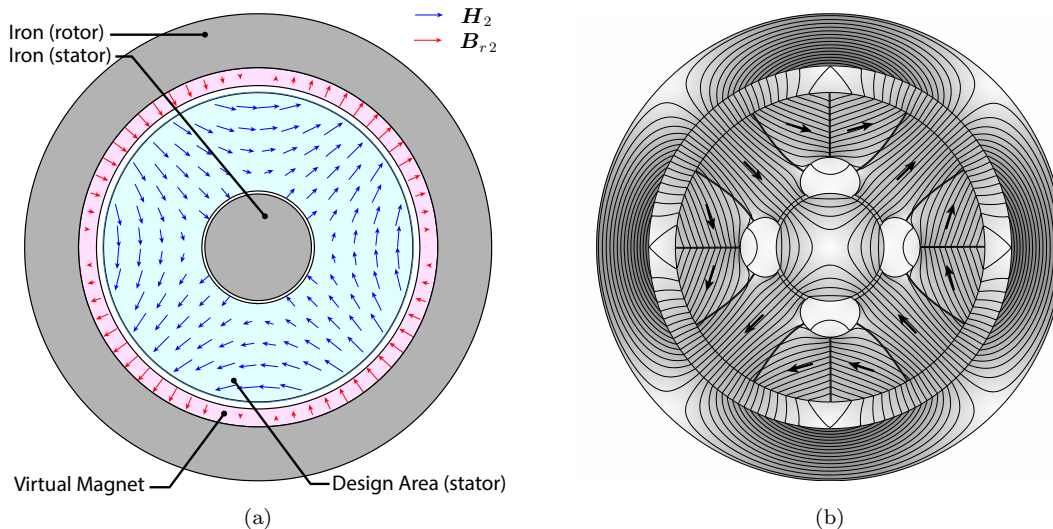 Iron (rotor)
Iron (stator)
H₂
Bᵣ₂
Virtual Magnet
Design Area (stator)
(a)
(b)